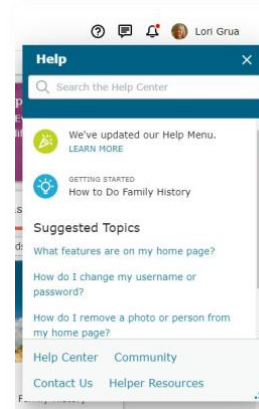 Lori Grua
Help
Search the Help Center
We've updated our Help Menu.
LEARN MORE
GETTING STARTED
How to Do Family History
Suggested Topics
What features are on my home page?
How do I change my username or
password?
How do I remove a photo or person from
my home page?
Help Center Community
Contact Us Helper Resources